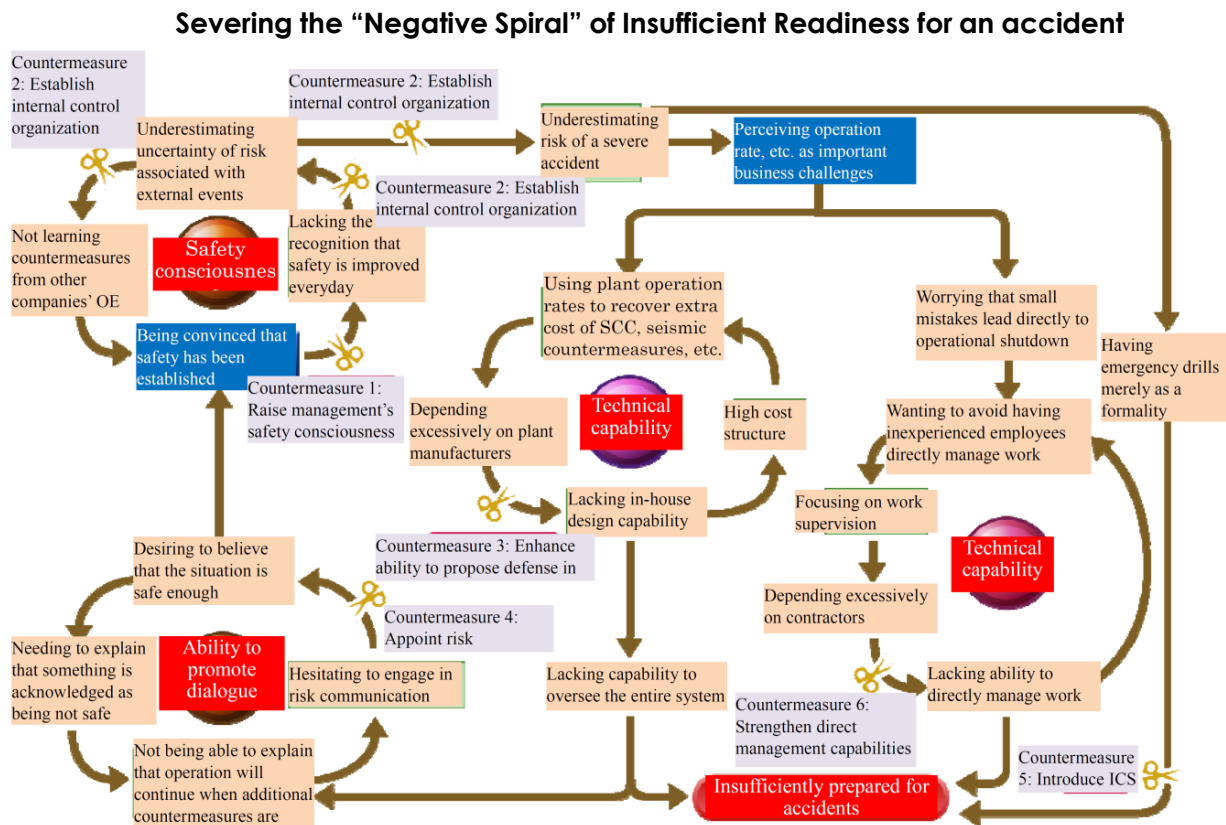 Severing the “Negative Spiral” of Insufficient Readiness for an accident
Countermeasure
2: Establish
internal control
organization
Countermeasure 2: Establish
internal control organization
Underestimating
uncertainty of risk
associated with
external events
Underestimating
risk of a severe
accident
Perceiving operation
rate, etc. as important
business challenges
Countermeasure 2: Establish
internal control organization
Not learning
countermeasures
from other
companies’ OE
Safety
consciousnes
Lacking the
recognition that
safety is improved
everyday
Using plant operation
rates to recover extra
cost of SCC, seismic
countermeasures, etc.
Worrying that small
mistakes lead directly to
operational shutdown
Being convinced that
safety has been
established
Having
emergency drills
merely as a
formality
Countermeasure 1:
Raise management’s
safety consciousness
Depending
excessively on plant
manufacturers
Technical
capability
High cost
structure
Wanting to avoid having
inexperienced employees
directly manage work
Lacking in-house
design capability
Focusing on work
supervision
Desiring to believe
that the situation is
safe enough
Countermeasure 3: Enhance
ability to propose defense in
Technical
capability
Depending excessively
on contractors
Countermeasure 4:
Appoint risk
Needing to explain
that something is
acknowledged as
being not safe
Ability to
promote
dialogue
Hesitating to engage in
risk communication
Lacking capability to
oversee the entire system
Lacking ability to
directly manage work
Countermeasure 6:
Strengthen direct
management capabilities
Not being able to explain
that operation will
continue when additional
countermeasures are
Insufficiently prepared for
accidents
Countermeasure
5: Introduce ICS